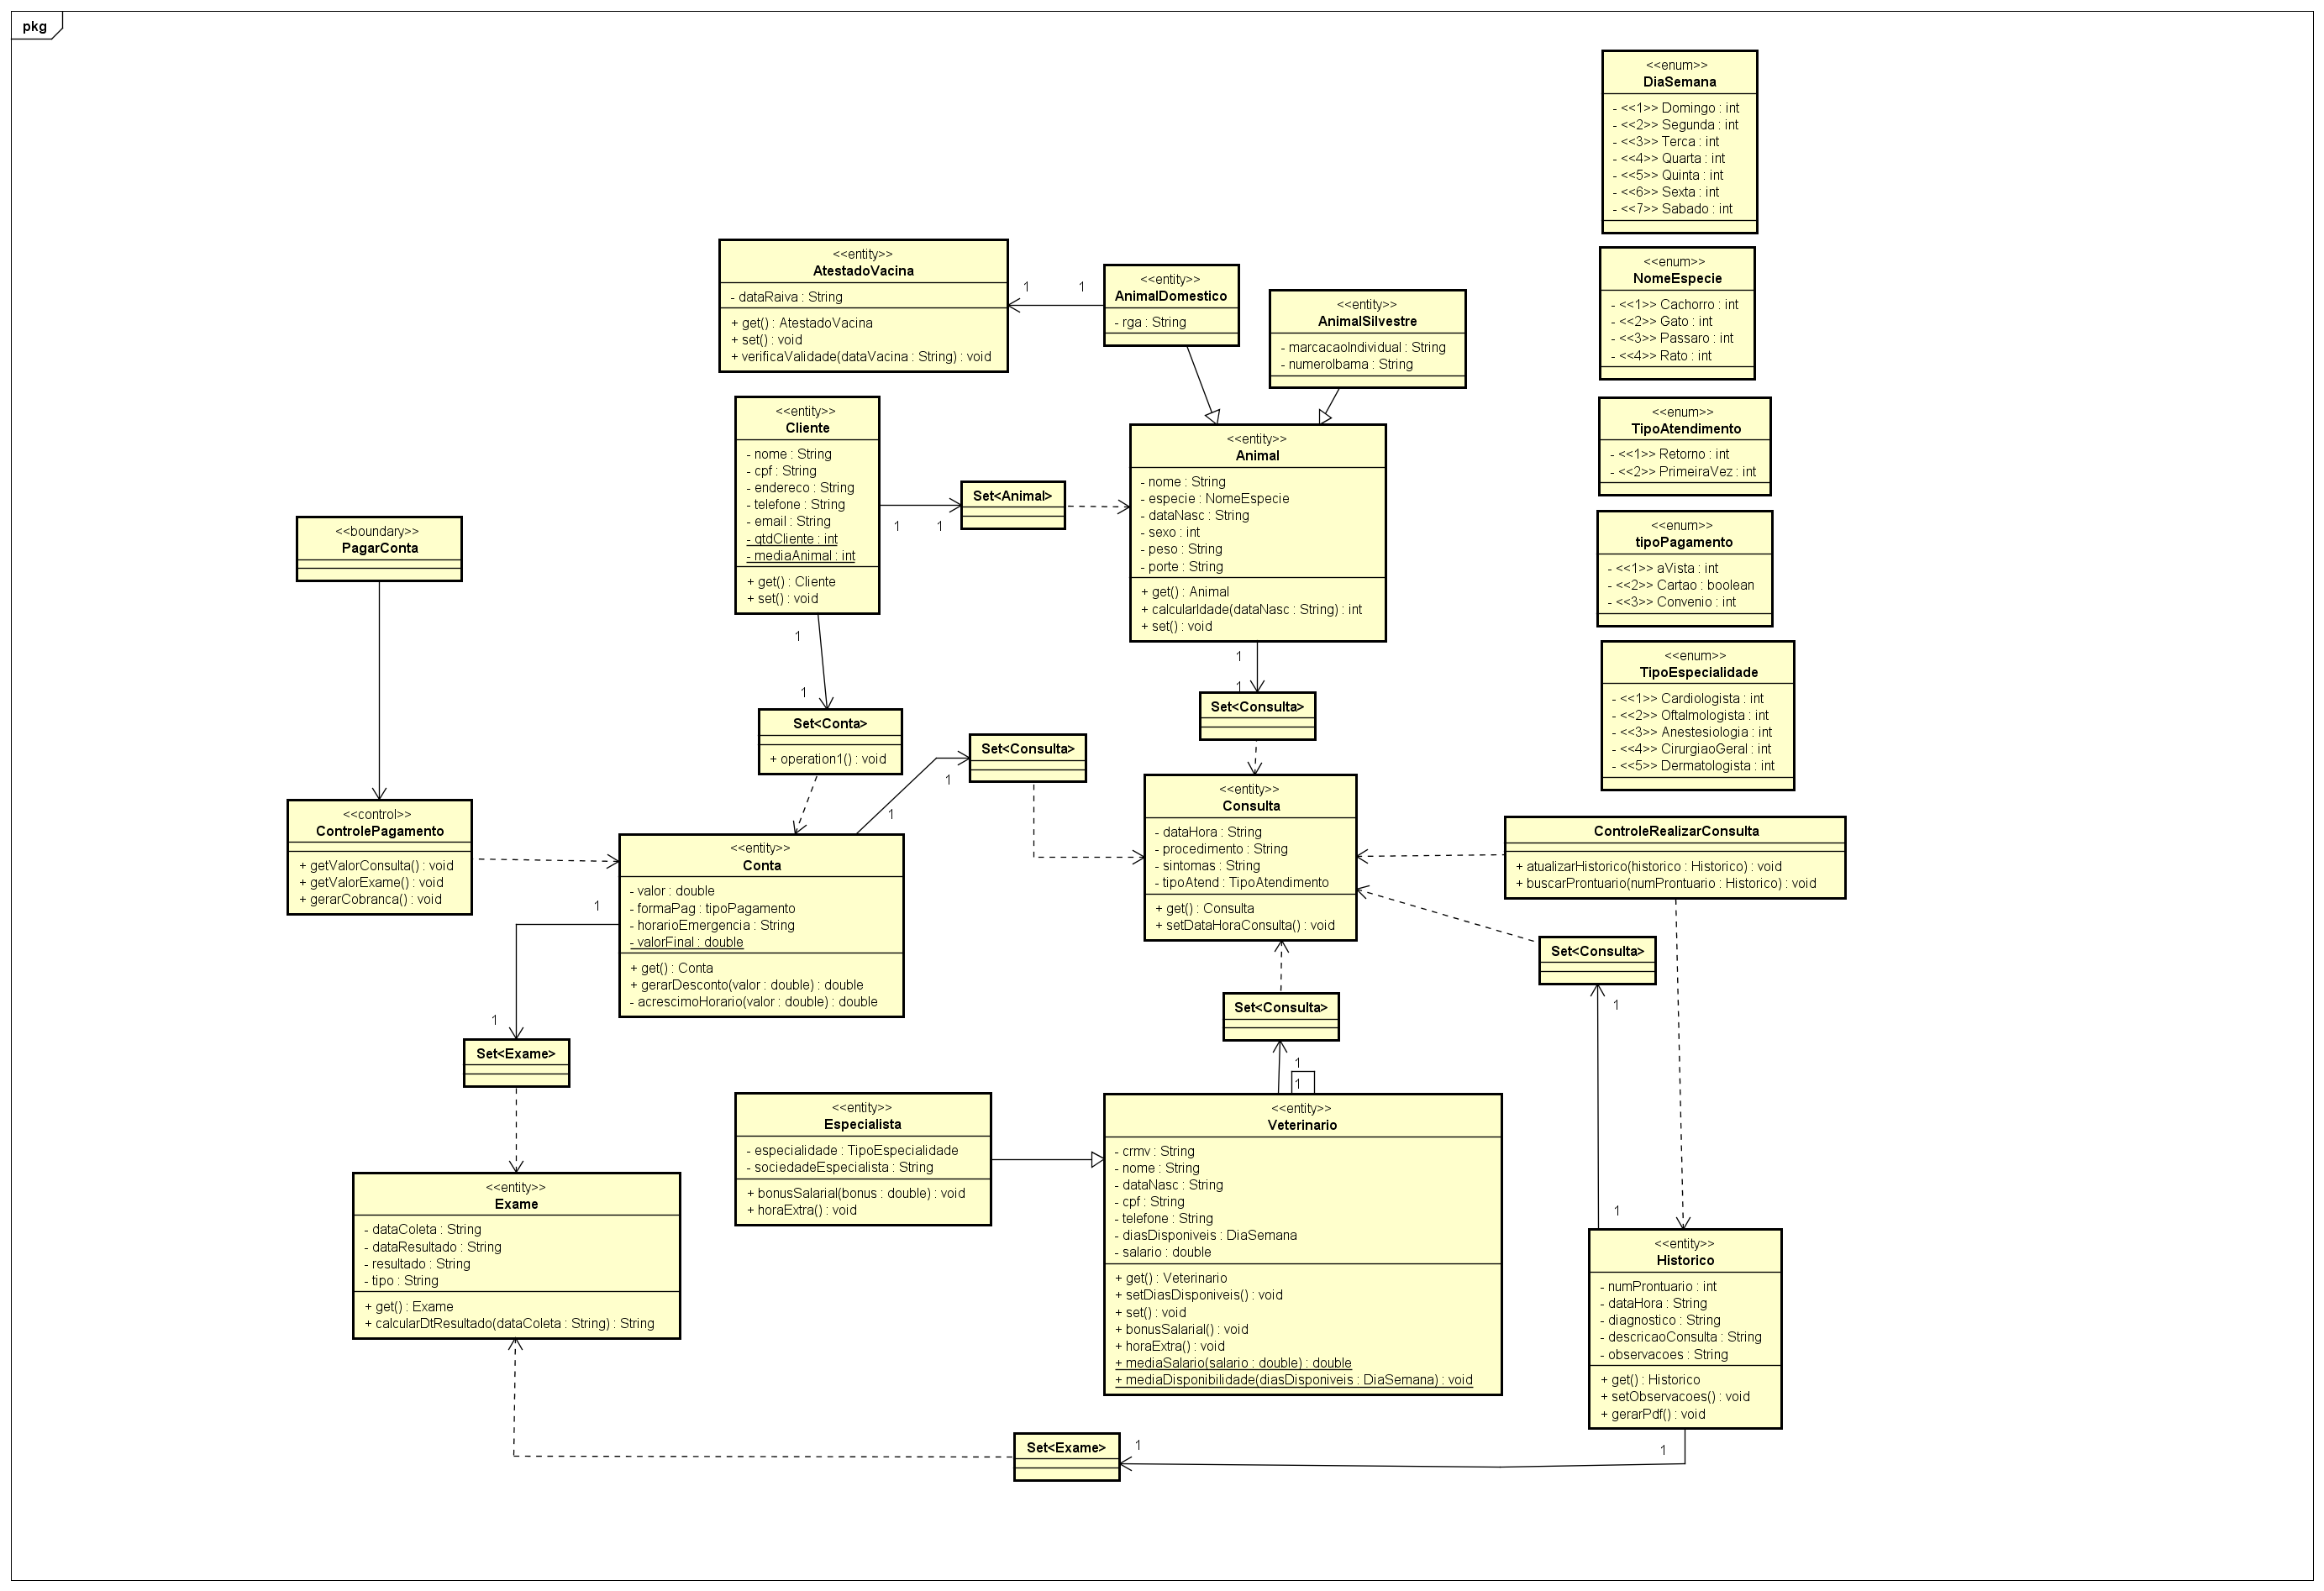 pkg
<<enum>>
DiaSemana
- <<1>> Domingo : int
- <<2>> Segunda : int
- <<3>> Terca : int
- <<4>> Quarta : int
- <<5>> Quinta : int
- <<6>> Sexta : int
- <<7>> Sabado : int
<<entity>>
AtestadoVacina
- dataRaiva : String
+ get() : AtestadoVacina
+ set() : void
+ verificaValidade(dataVacina : String) : void
1
1
<<entity>>
AnimalDomestico
- rga : String
<<entity>>
AnimalSilvestre
- marcacaoIndividual : String
- numeroIbama : String
<<enum>>
NomeEspecie
- <<1>> Cachorro : int
- <<2>> Gato : int
- <<3>> Passaro : int
- <<4>> Rato : int
<<entity>>
Cliente
- nome : String
- cpf : String
- endereco : String
- telefone : String
- email : String
- qtdCliente : int
- mediaAnimal : int
+ get() : Cliente
+ set() : void
1
1
Set<Animal>
<<entity>>
Animal
- nome : String
- especie : NomeEspecie
- dataNasc : String
- sexo : int
- peso : String
- porte : String
+ get() : Animal
+ calcularIdade(dataNasc : String) : int
+ set() : void
<<enum>>
TipoAtendimento
- <<1>> Retorno : int
- <<2>> PrimeiraVez : int
<<enum>>
tipoPagamento
- <<1>> aVista : int
- <<2>> Cartao : boolean
- <<3>> Convenio : int
<<boundary>>
PagarConta
1
1
1
1
<<enum>>
TipoEspecialidade
- <<1>> Cardiologista : int
- <<2>> Oftalmologista : int
- <<3>> Anestesiologia : int
- <<4>> CirurgiaoGeral : int
- <<5>> Dermatologista : int
Set<Conta>
+ operation1() : void
Set<Consulta>
1
1
Set<Consulta>
<<control>>
ControlePagamento
+ getValorConsulta() : void
+ getValorExame() : void
+ gerarCobranca() : void
<<entity>>
Conta
- valor : double
- formaPag : tipoPagamento
- horarioEmergencia : String
- valorFinal : double
+ get() : Conta
+ gerarDesconto(valor : double) : double
- acrescimoHorario(valor : double) : double
<<entity>>
Consulta
- dataHora : String
- procedimento : String
- sintomas : String
- tipoAtend : TipoAtendimento
+ get() : Consulta
+ setDataHoraConsulta() : void
ControleRealizarConsulta
+ atualizarHistorico(historico : Historico) : void
+ buscarProntuario(numProntuario : Historico) : void
1
1
Set<Exame>
Set<Consulta>
1
1
Set<Consulta>
1
1
<<entity>>
Especialista
- especialidade : TipoEspecialidade
- sociedadeEspecialista : String
+ bonusSalarial(bonus : double) : void
+ horaExtra() : void
<<entity>>
Veterinario
- crmv : String
- nome : String
- dataNasc : String
- cpf : String
- telefone : String
- diasDisponiveis : DiaSemana
- salario : double
+ get() : Veterinario
+ setDiasDisponiveis() : void
+ set() : void
+ bonusSalarial() : void
+ horaExtra() : void
+ mediaSalario(salario : double) : double
+ mediaDisponibilidade(diasDisponiveis : DiaSemana) : void
<<entity>>
Exame
- dataColeta : String
- dataResultado : String
- resultado : String
- tipo : String
+ get() : Exame
+ calcularDtResultado(dataColeta : String) : String
<<entity>>
Historico
- numProntuario : int
- dataHora : String
- diagnostico : String
- descricaoConsulta : String
- observacoes : String
+ get() : Historico
+ setObservacoes() : void
+ gerarPdf() : void
Set<Exame>
1
1